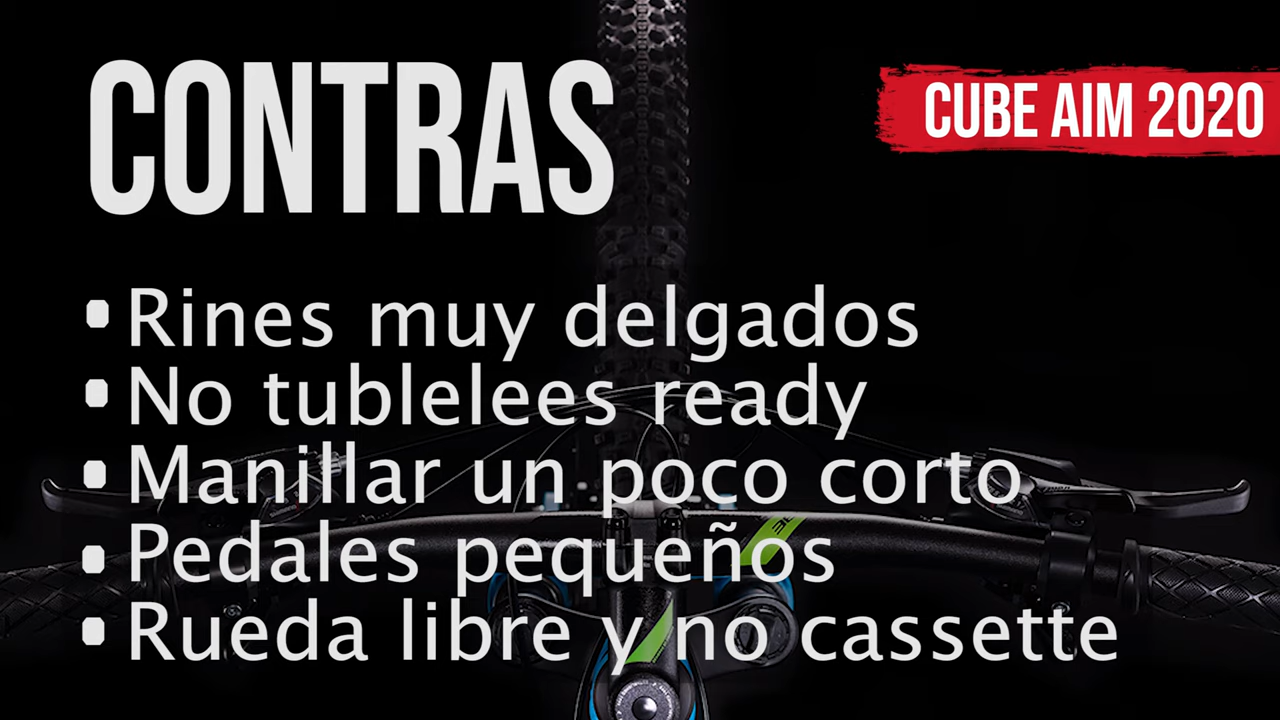 CONTRAS
CUBE AIM 2020
• Rines muy delgados
• No tublelees ready
• Manillar un poco corto
• Pedales pequeños
• Rueda libre y no cassette